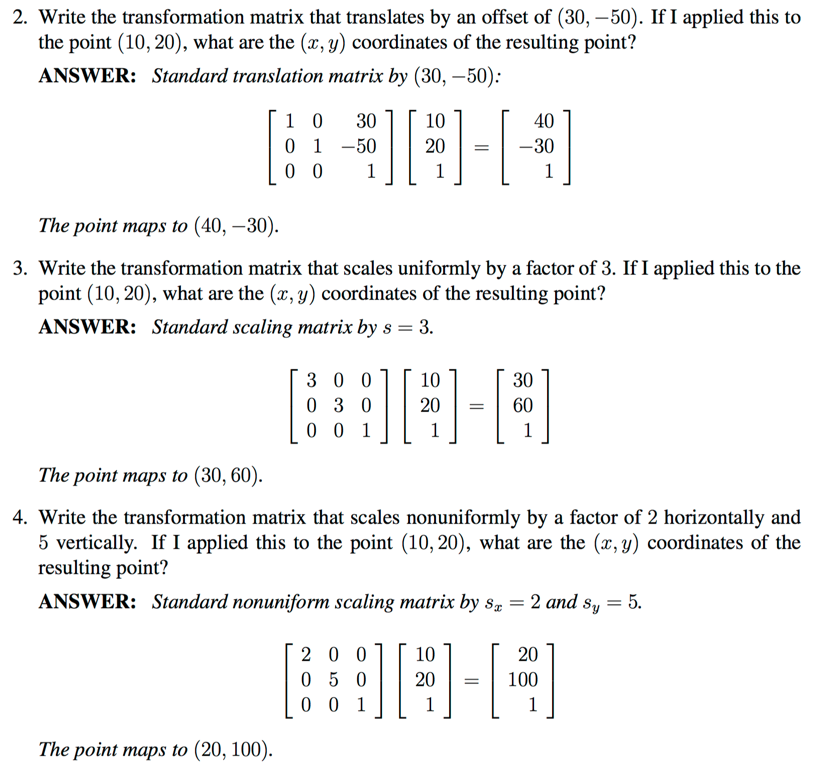 2. Write the transformation matrix that translates by an offset of (30, −50). If I applied this to
the point (10, 20), what are the (x, y) coordinates of the resulting point?
ANSWER: Standard translation matrix by (30, −50):
[ 1 0 30 ] [ 10 ] [ 40 ]
[ 0 1 −50 ] [ 20 ] = [ −30 ]
[ 0 0 1 ] [ 1 ] [ 1 ]
The point maps to (40, −30).
3. Write the transformation matrix that scales uniformly by a factor of 3. If I applied this to the
point (10, 20), what are the (x, y) coordinates of the resulting point?
ANSWER: Standard scaling matrix by s = 3.
[ 3 0 0 ] [ 10 ] [ 30 ]
[ 0 3 0 ] [ 20 ] = [ 60 ]
[ 0 0 1 ] [ 1 ] [ 1 ]
The point maps to (30, 60).
4. Write the transformation matrix that scales nonuniformly by a factor of 2 horizontally and
5 vertically. If I applied this to the point (10, 20), what are the (x, y) coordinates of the
resulting point?
ANSWER: Standard nonuniform scaling matrix by sₓ = 2 and s_y = 5.
[ 2 0 0 ] [ 10 ] [ 20 ]
[ 0 5 0 ] [ 20 ] = [ 100 ]
[ 0 0 1 ] [ 1 ] [ 1 ]
The point maps to (20, 100).